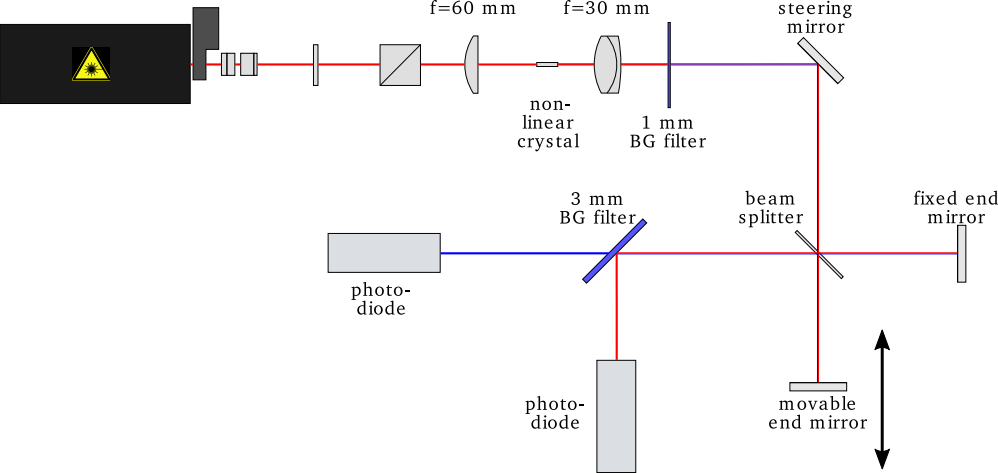 f=60 mm
f=30 mm
steering
mirror
non-
linear
crystal
1 mm
BG filter
3 mm
BG filter
beam
splitter
fixed end
mirror
photo-
diode
photo-
diode
movable
end mirror